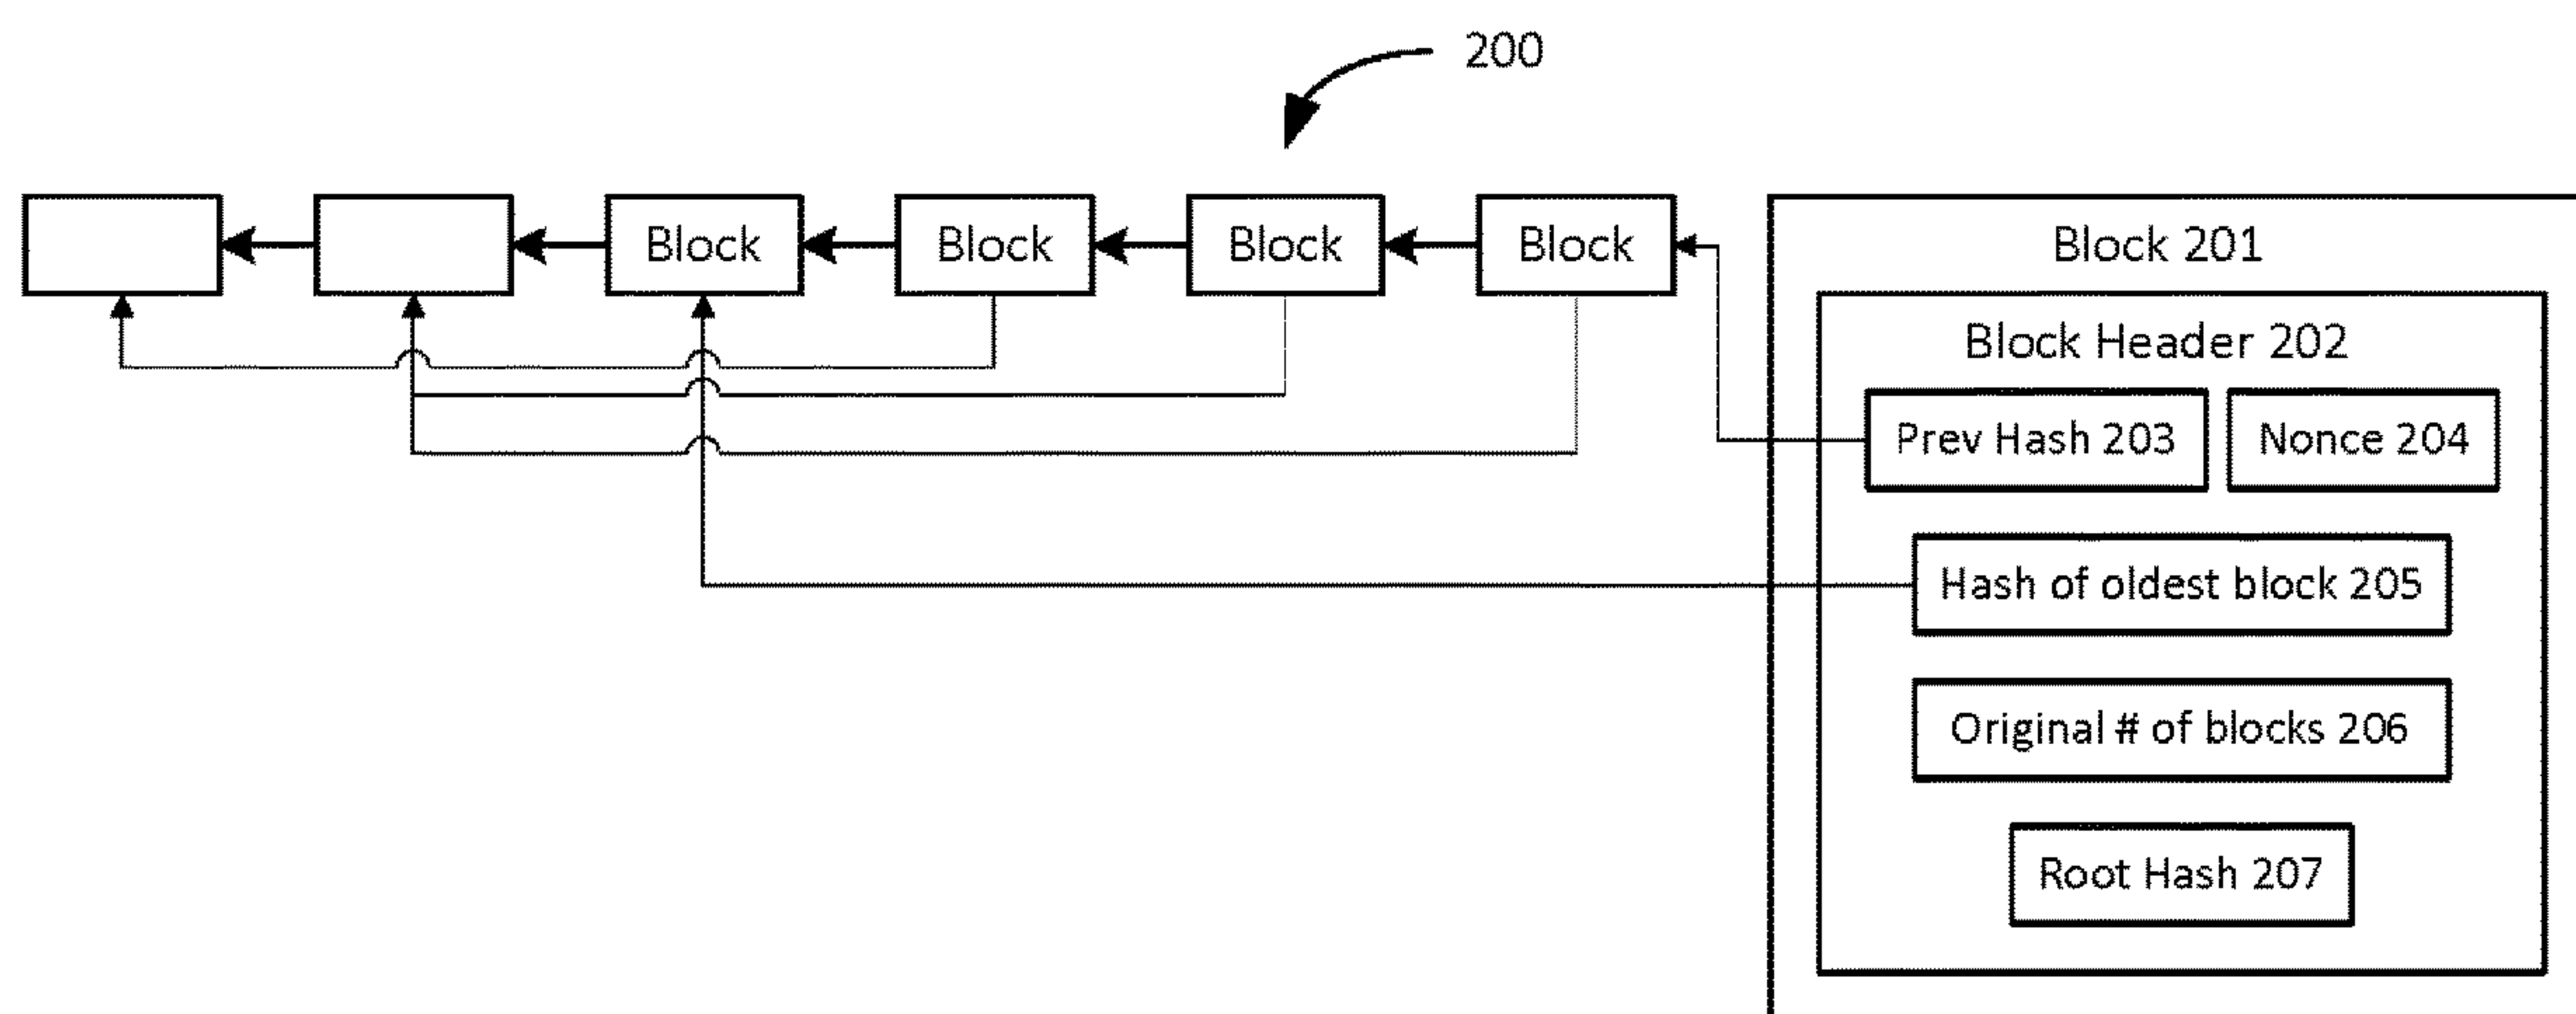 200
Block
Block
Block
Block
Block 201
Block Header 202
Prev Hash 203
Nonce 204
Hash of oldest block 205
Original # of blocks 206
Root Hash 207